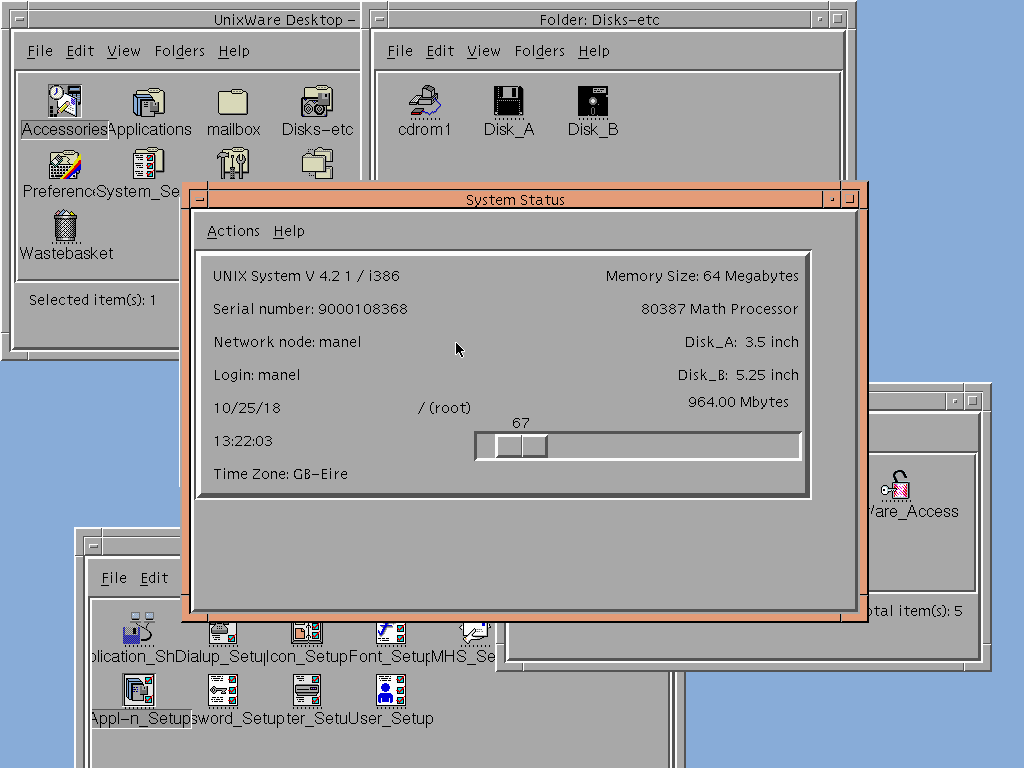 UnixWare Desktop –
File Edit View Folders Help
Accessories Applications mailbox Disks–etc
Preferenc System_Se
Wastebasket
Selected item(s): 1
Folder: Disks–etc
File Edit View Folders Help
cdrom1 Disk_A Disk_B
System Status
Actions Help
UNIX System V 4.2 1 / i386 Memory Size: 64 Megabytes
Serial number: 9000108368 80387 Math Processor
Network node: manel Disk_A: 3.5 inch
Login: manel Disk_B: 5.25 inch
10/25/18 / (root) 964.00 Mbytes
67
13:22:03
Time Zone: GB–Eire
Ware_Access
otal item(s): 5
File Edit
plication_Sh Dialup_Setup Icon_Setup Font_Setup MHS_Se
Appl–n_Setup sword_Setup ter_Setu User_Setup